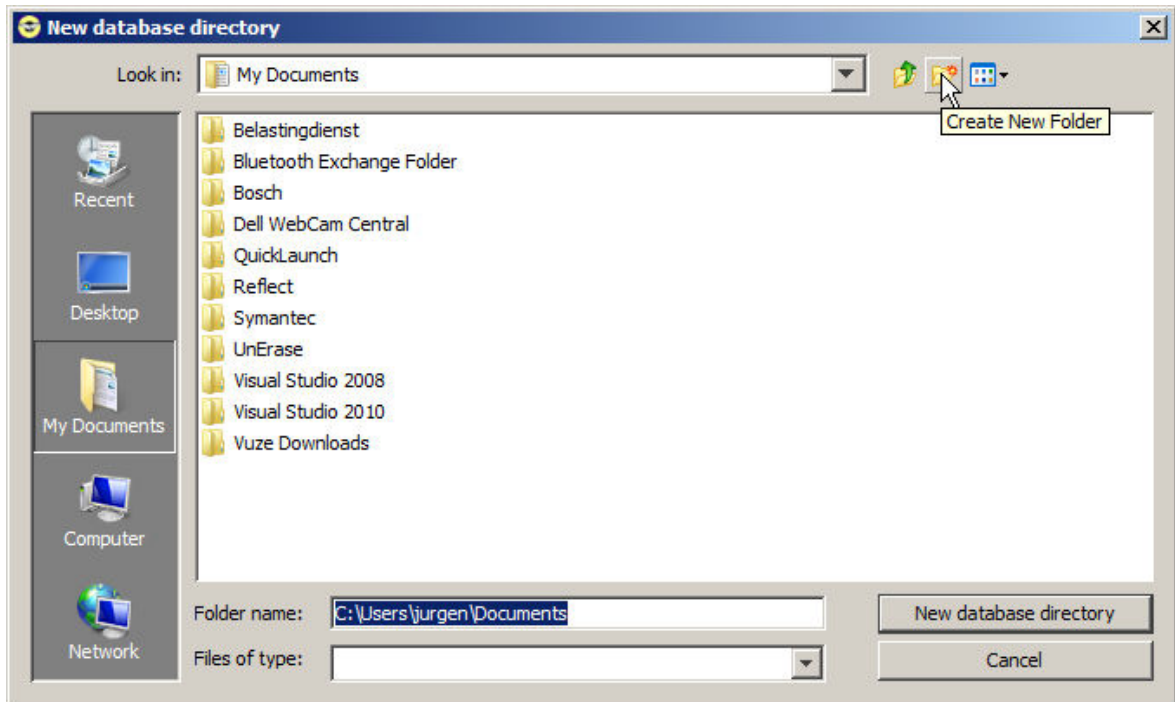 New database directory
Look in: My Documents
Create New Folder
Recent
Desktop
My Documents
Computer
Network
Belastingdienst
Bluetooth Exchange Folder
Bosch
Dell WebCam Central
QuickLaunch
Reflect
Symantec
UnErase
Visual Studio 2008
Visual Studio 2010
Vuze Downloads
Folder name: C:\Users\jurgen\Documents New database directory
Files of type: Cancel